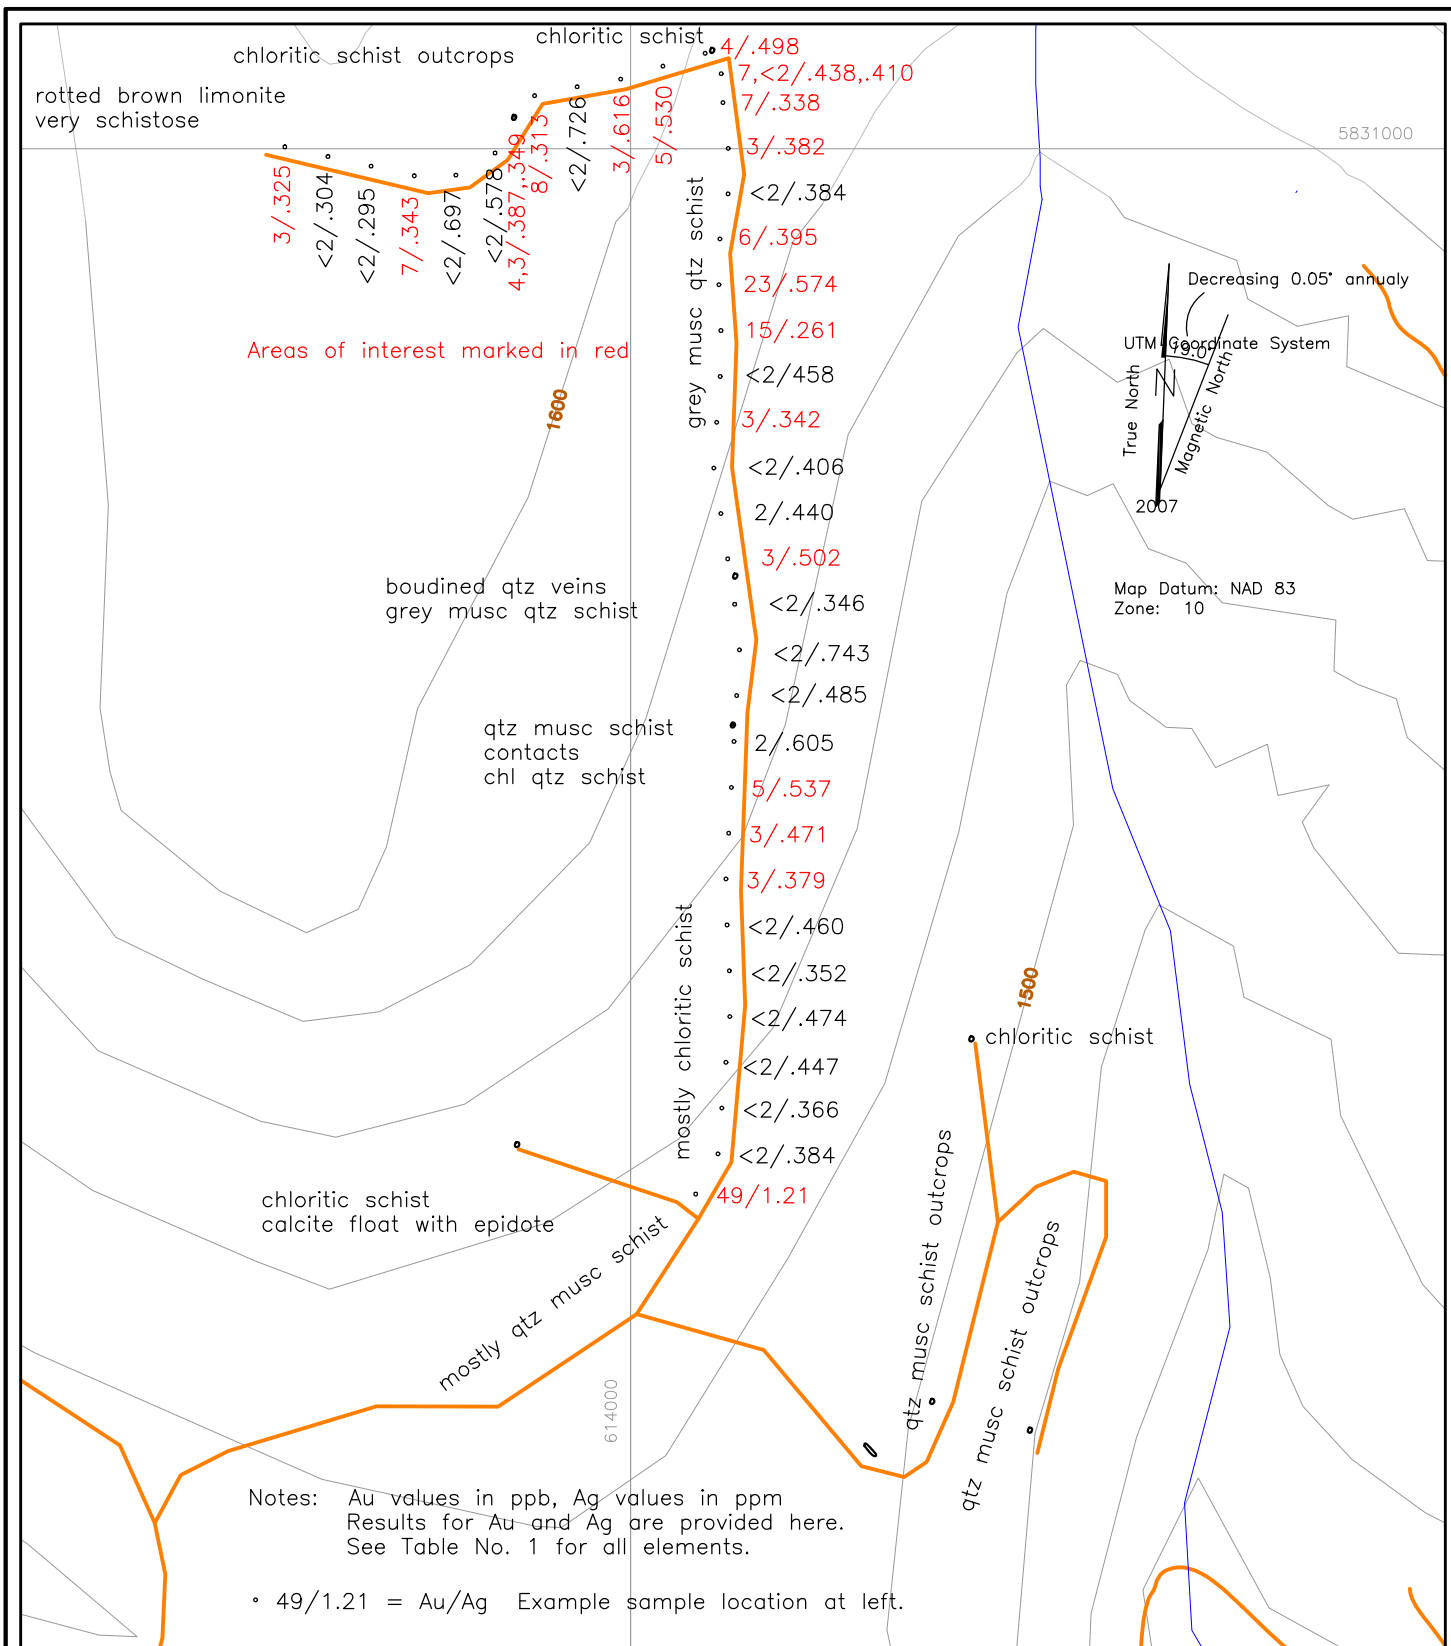 chloritic schist
4/.498
chloritic schist outcrops
7,<2/.438,.410
rotted brown limonite
very schistose
7/.338
5831000
3/.382
3/.325
<2/.304
<2/.295
7/.343
<2/.697
<2/.578
4,3/.387,.349
8/.313
<2/.726
3/.616
5/.530
<2/.384
grey musc qtz schist
6/.395
23/.574
Decreasing 0.05° annualy
15/.261
UTM Coordinate System
19.0°
Areas of interest marked in red
<2/458
True North
N
Magnetic North
1600
3/.342
<2/.406
2007
2/.440
3/.502
boudined qtz veins
grey musc qtz schist
Map Datum: NAD 83
Zone: 10
<2/.346
<2/.743
<2/.485
qtz musc schist
contacts
chl qtz schist
2/.605
5/.537
3/.471
3/.379
<2/.460
mostly chloritic schist
<2/.352
1500
<2/.474
chloritic schist
<2/.447
<2/.366
<2/.384
49/1.21
chloritic schist
calcite float with epidote
mostly qtz musc schist
qtz musc schist outcrops
qtz musc schist outcrops
614000
Notes: Au values in ppb, Ag values in ppm
Results for Au and Ag are provided here.
See Table No. 1 for all elements.
49/1.21 = Au/Ag Example sample location at left.